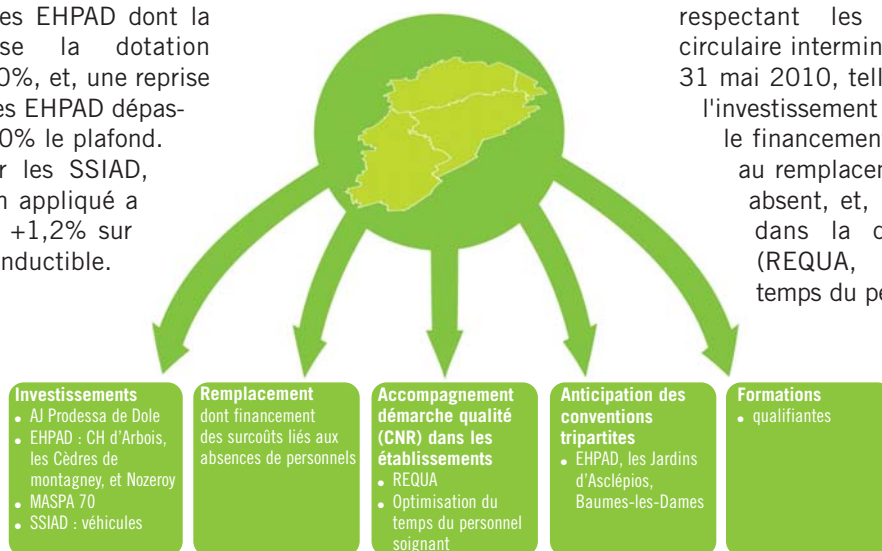 es EHPAD dont la
se la dotation
0%, et, une reprise
es EHPAD dépas-
0% le plafond.
r les SSIAD,
n appliqué a
+1,2% sur
nductible.
respectant les
circulaire intermin
31 mai 2010, tell
l'investissement
le financement
au remplacem
absent, et,
dans la d
(REQUA,
temps du pe
Investissements
• AJ Prodessa de Dole
• EHPAD : CH d'Arbois,
les Cèdres de
montagney, et Nozeroy
• MASPA 70
• SSIAD : véhicules
Remplacement
dont financement
des surcoûts liés aux
absences de personnels
Accompagnement
démarche qualité
(CNR) dans les
établissements
• REQUA
• Optimisation du
temps du personnel
soignant
Anticipation des
conventions
tripartites
• EHPAD, les Jardins
d'Asclépios,
Baumes-les-Dames
Formations
• qualifiantes